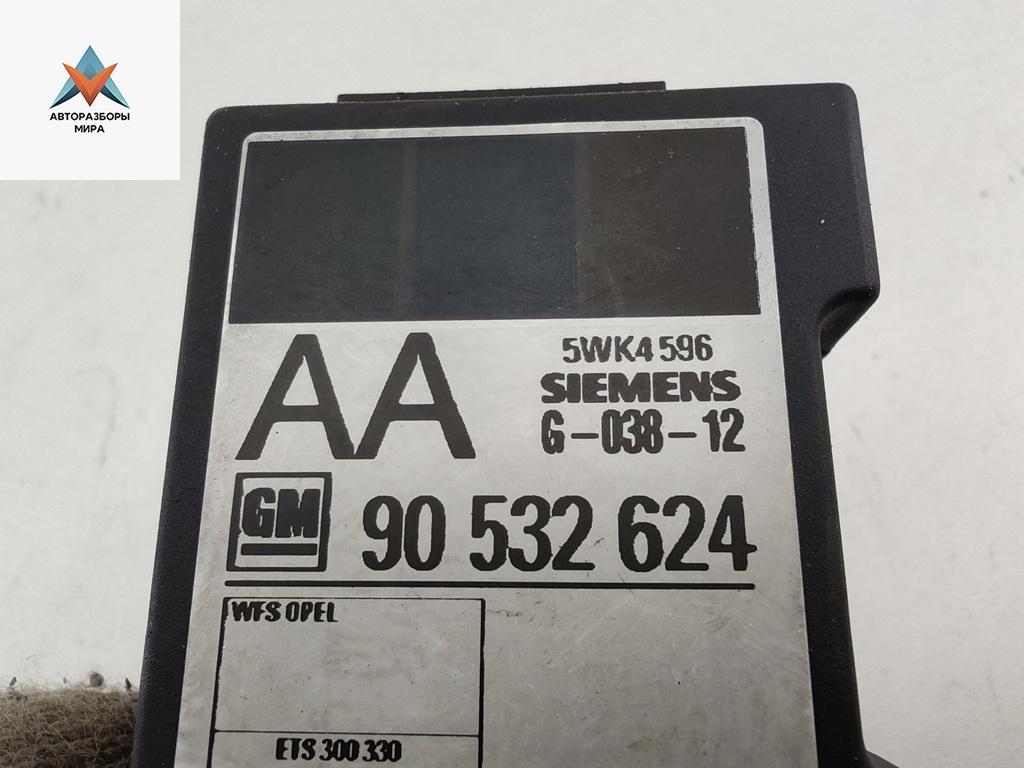 АВТОРАЗБОРЫ
МИРА
AA
5WK4 596
SIEMENS
G-038-12
GM
90 532 624
WFS OPEL
ETS 300 330